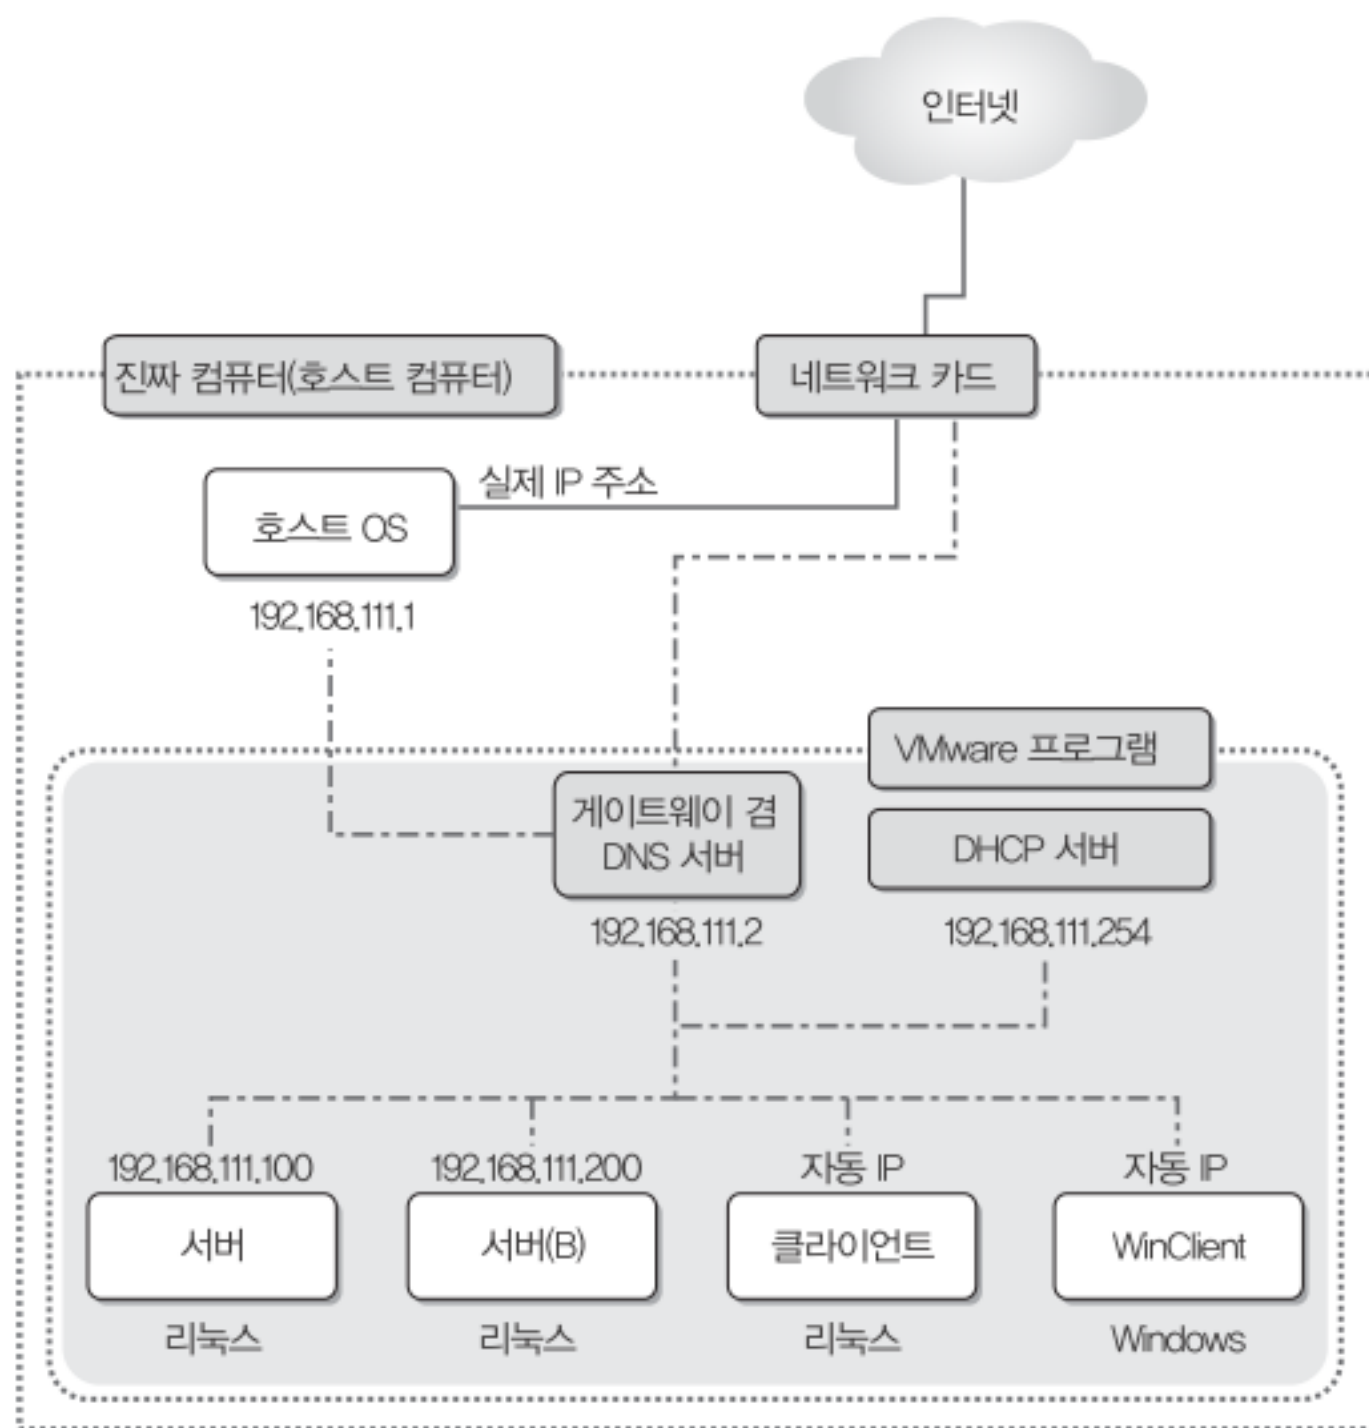 인터넷
진짜 컴퓨터(호스트 컴퓨터)
네트워크 카드
실제 IP 주소
호스트 OS
192.168.111.1
VMware 프로그램
게이트웨이 겸
DNS 서버
DHCP 서버
192.168.111.2
192.168.111.254
192.168.111.100
192.168.111.200
자동 IP
자동 IP
서버
서버(B)
클라이언트
WinClient
리눅스
리눅스
리눅스
Windows